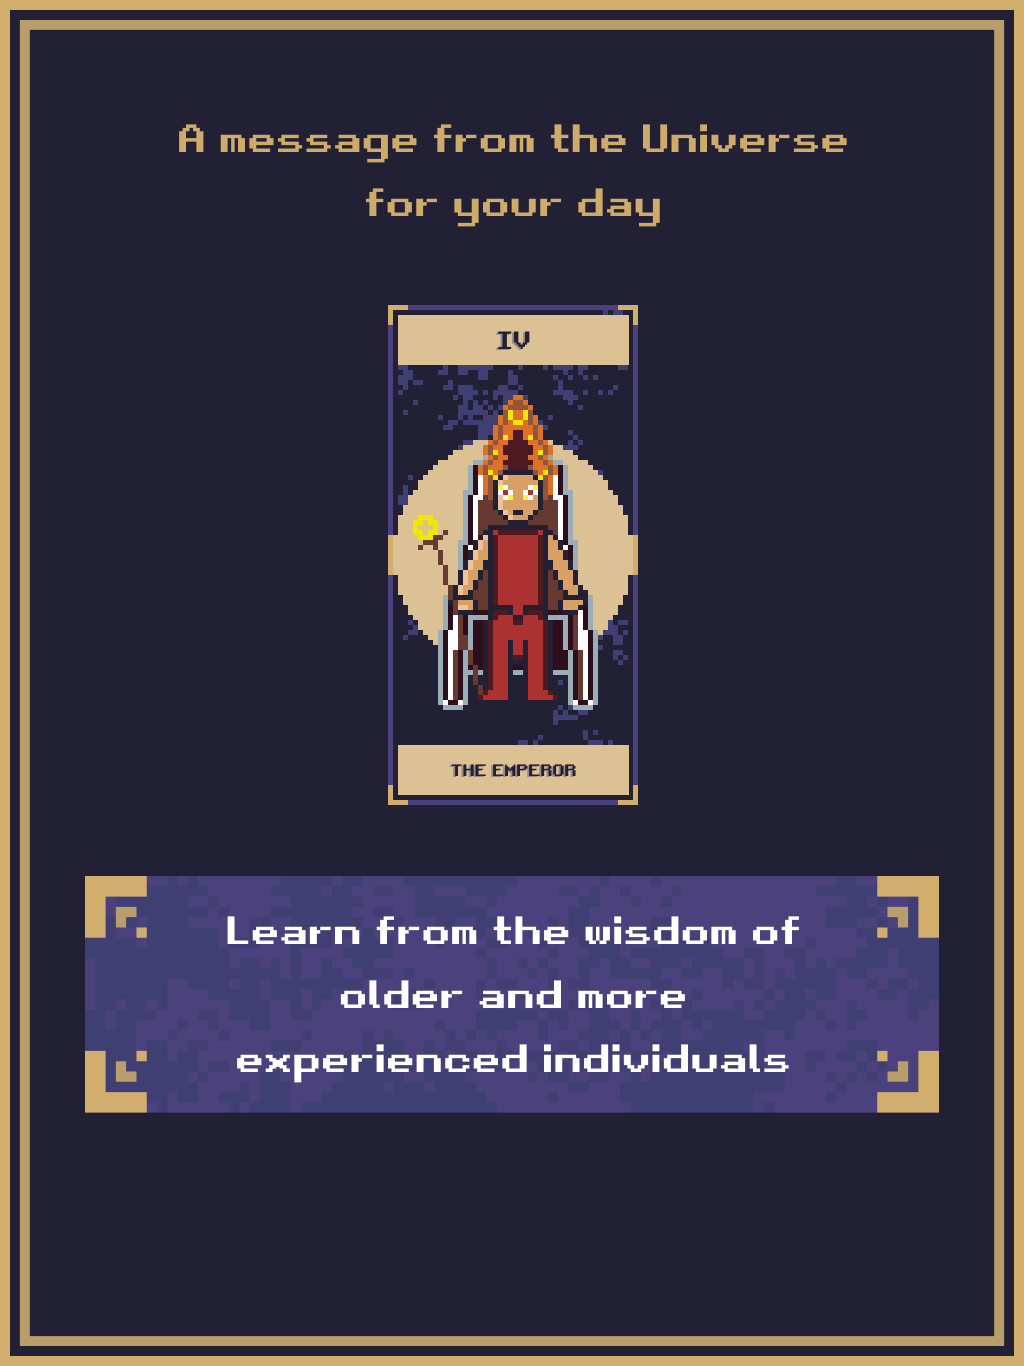 A message from the Universe
for your day
IV
THE EMPEROR
Learn from the wisdom of
older and more
experienced individuals